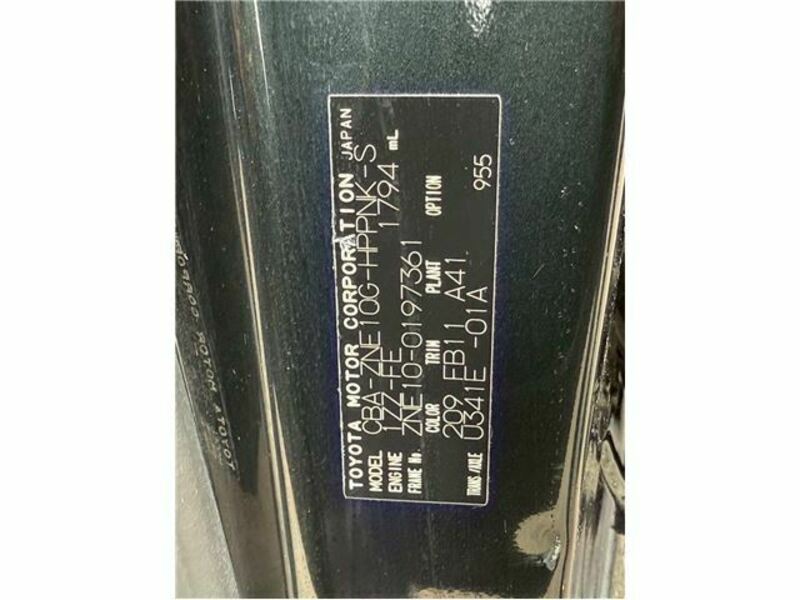 TOYOTA MOTOR CORPORATION JAPAN
MODEL CBA-ZNE10G-HPPNK-S
ENGINE 1ZZ-FE 1794 mL
FRAME No. ZNE10-0197361
COLOR TRIM PLANT OPTION
209 FB11 A41 955
TRANS./AXLE U341E -01A